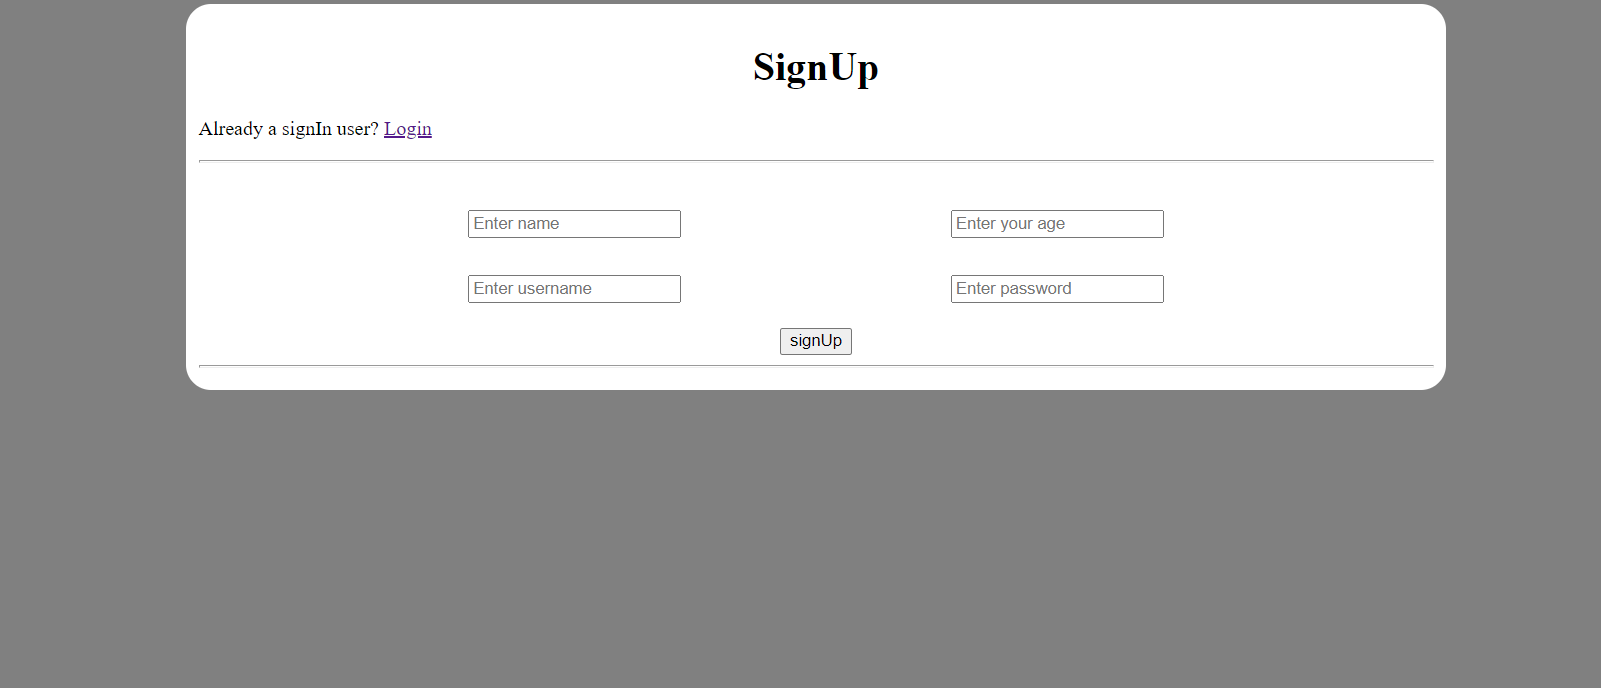 SignUp
Already a signIn user? Login
Enter name
Enter your age
Enter username
Enter password
signUp